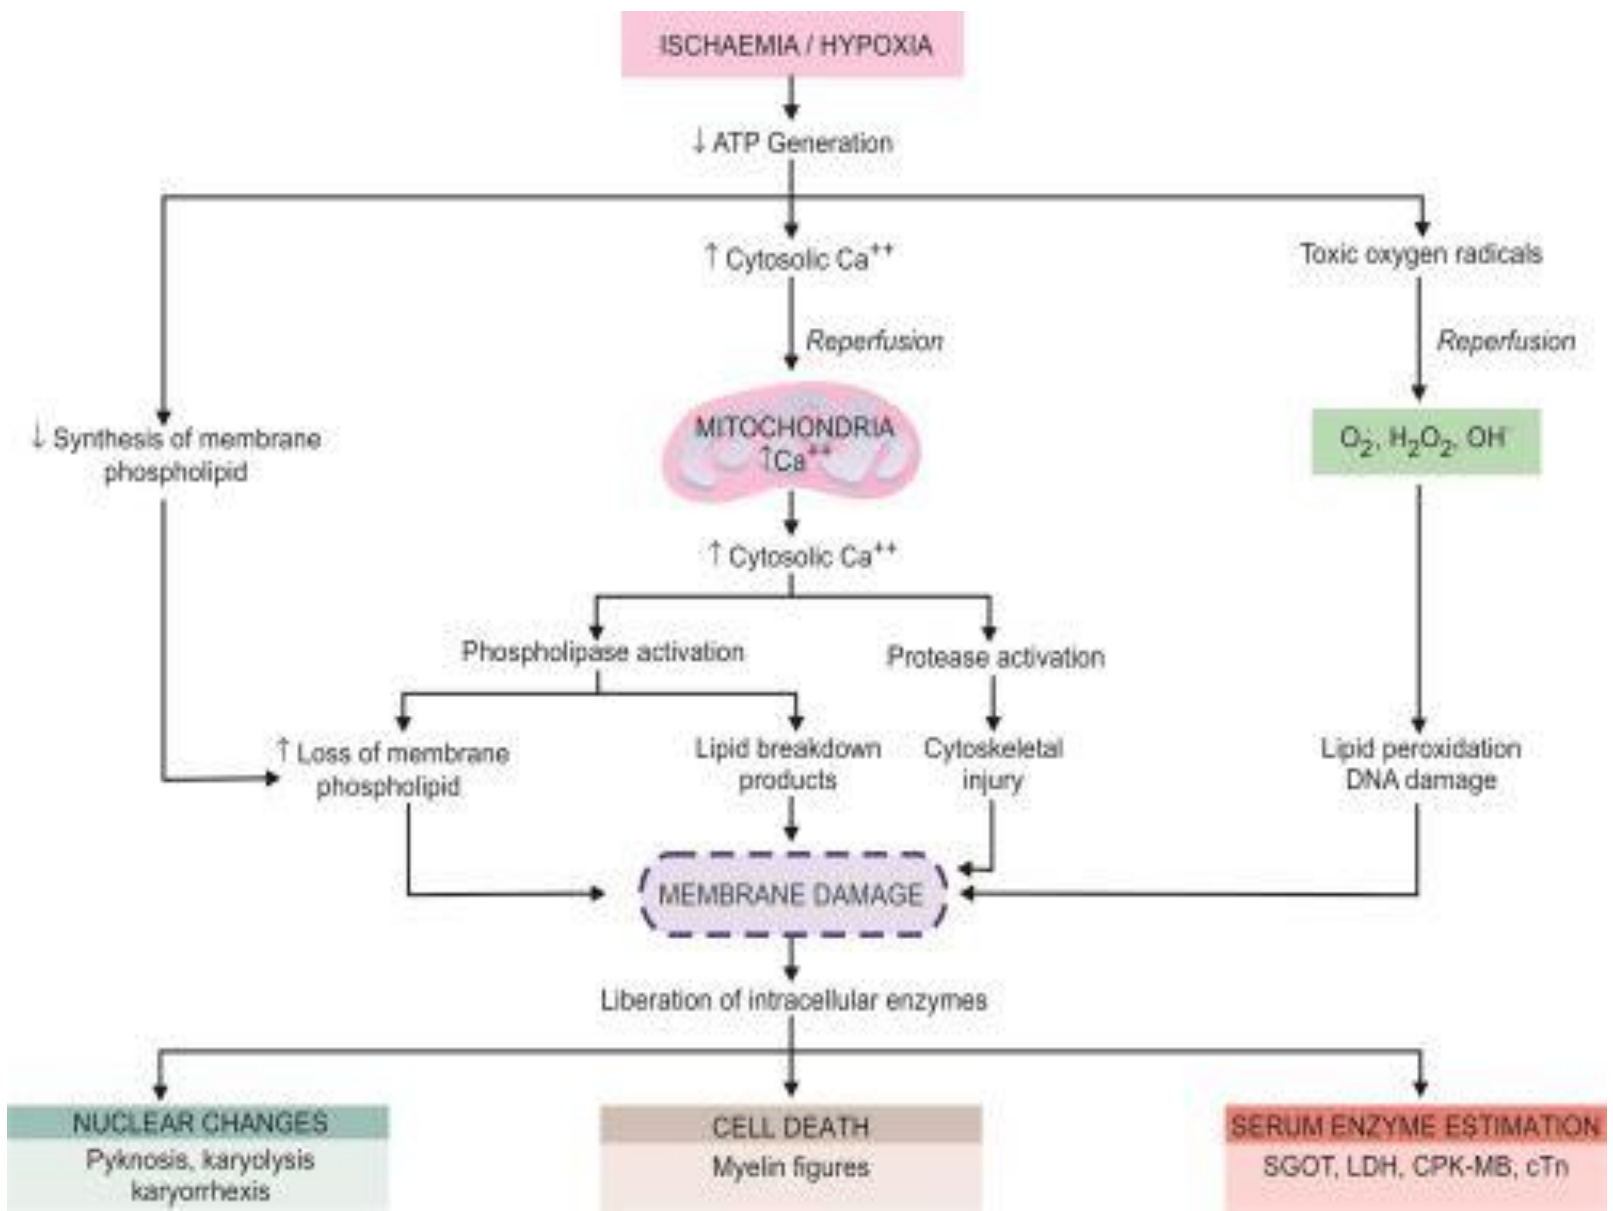 ISCHAEMIA / HYPOXIA
↓ ATP Generation
↑ Cytosolic Ca⁺⁺
Toxic oxygen radicals
Reperfusion
Reperfusion
↓ Synthesis of membrane
phospholipid
MITOCHONDRIA
↑Ca⁺⁺
O₂⁻, H₂O₂, OH⁻
↑ Cytosolic Ca⁺⁺
Phospholipase activation
Protease activation
↑ Loss of membrane
phospholipid
Lipid breakdown
products
Cytoskeletal
injury
Lipid peroxidation
DNA damage
MEMBRANE DAMAGE
Liberation of intracellular enzymes
NUCLEAR CHANGES
Pyknosis, karyolysis
karyorrhexis
CELL DEATH
Myelin figures
SERUM ENZYME ESTIMATION
SGOT, LDH, CPK-MB, cTn